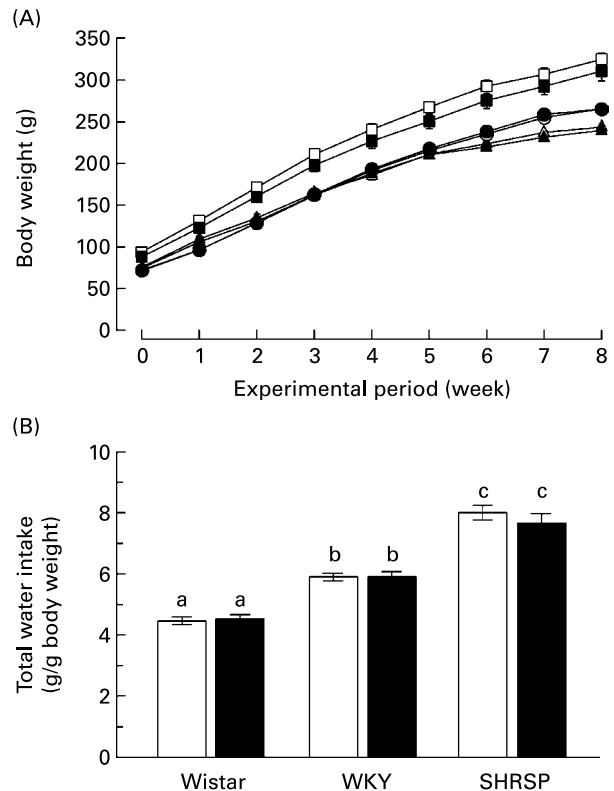 (A)
350
300
250
200
150
100
50
0
Body weight (g)
0 1 2 3 4 5 6 7 8
Experimental period (week)
(B)
10
8
6
4
2
0
Total water intake
(g/g body weight)
a a b b c c
Wistar WKY SHRSP